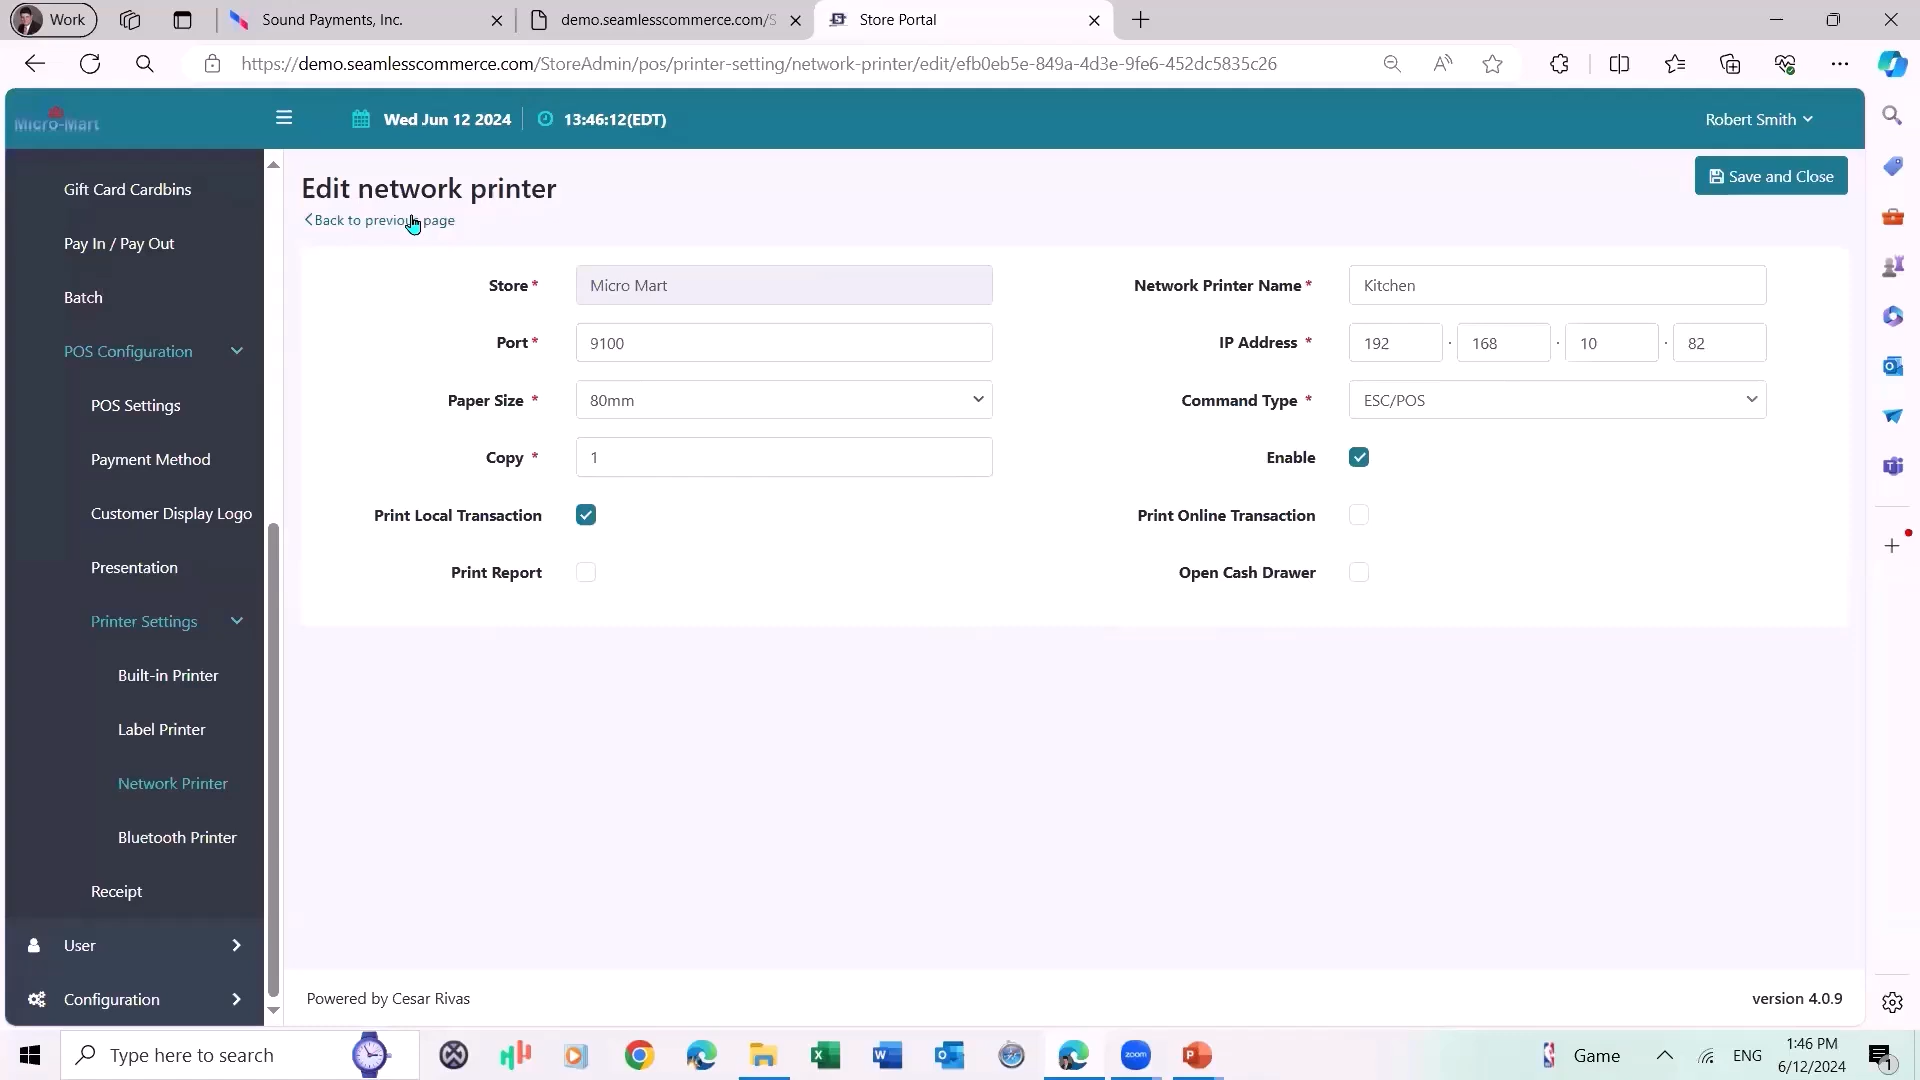 Work
Sound Payments, Inc.
demo.seamlesscommerce.com/S
Store Portal
https://demo.seamlesscommerce.com/StoreAdmin/pos/printer-setting/network-printer/edit/efb0eb5e-849a-4d3e-9fe6-452dc5835c26
Micro-Mart
Wed Jun 12 2024
13:46:12(EDT)
Robert Smith
Gift Card Cardbins
Pay In / Pay Out
Batch
POS Configuration
POS Settings
Payment Method
Customer Display Logo
Presentation
Printer Settings
Built-in Printer
Label Printer
Network Printer
Bluetooth Printer
Receipt
User
Configuration
Edit network printer
Back to previous page
Save and Close
Store* Micro Mart
Network Printer Name* Kitchen
Port* 9100
IP Address * 192 . 168 . 10 . 82
Paper Size * 80mm
Command Type * ESC/POS
Copy * 1
Enable
Print Local Transaction
Print Online Transaction
Print Report
Open Cash Drawer
Powered by Cesar Rivas
version 4.0.9
Type here to search
zoom
Game
ENG
1:46 PM
6/12/2024
1